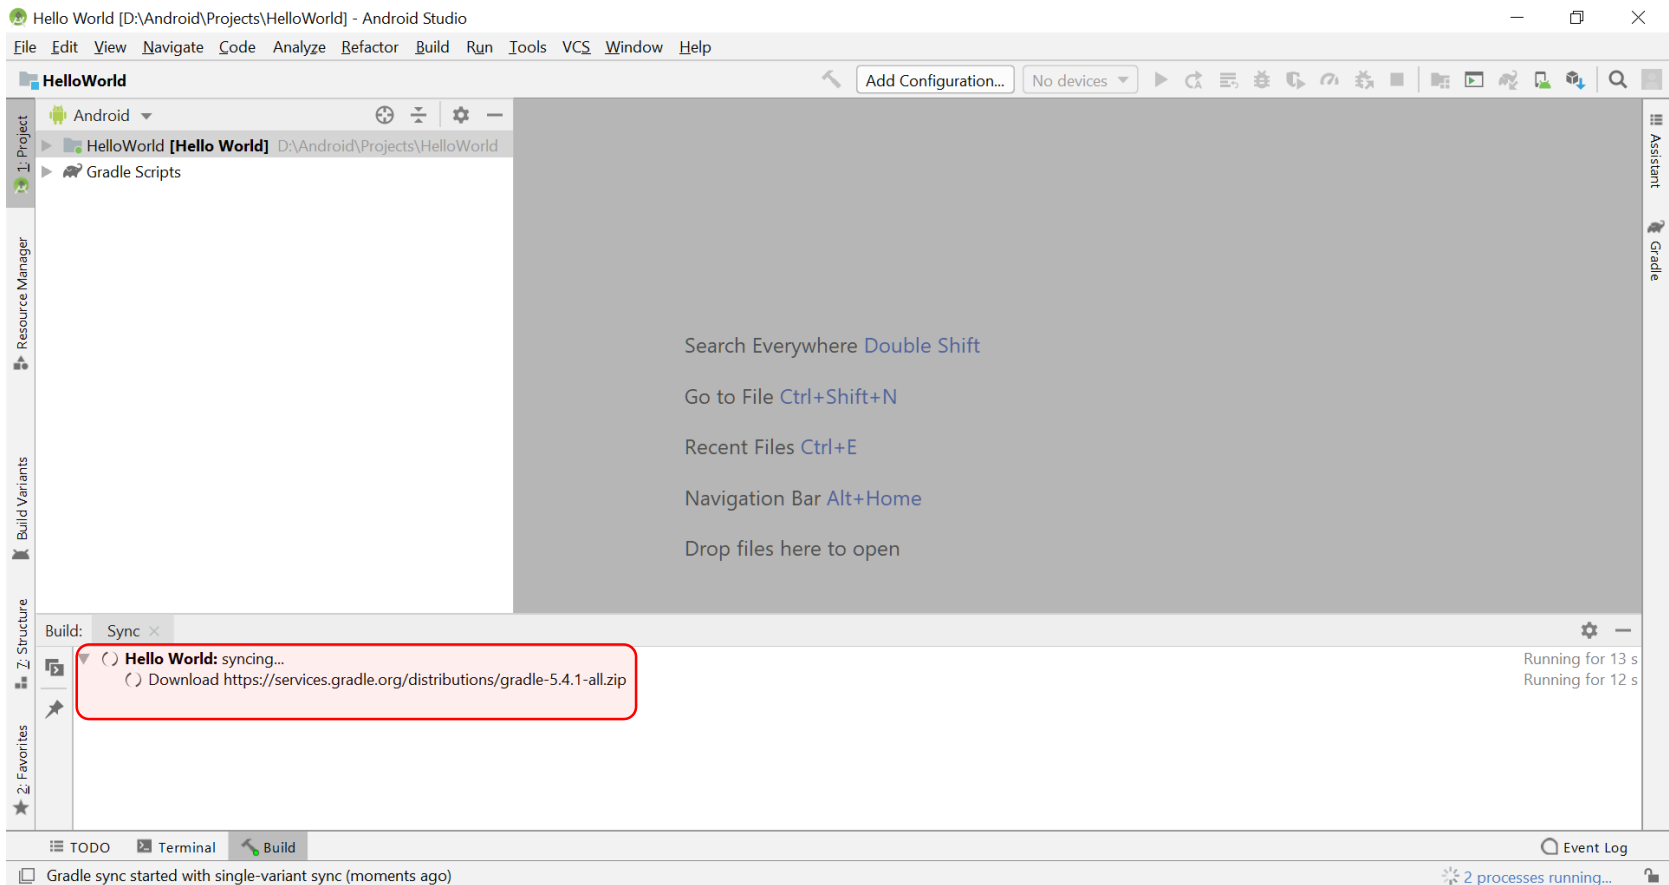 Hello World [D:\Android\Projects\HelloWorld] - Android Studio
File Edit View Navigate Code Analyze Refactor Build Run Tools VCS Window Help
HelloWorld
Add Configuration...
No devices
Android
HelloWorld [Hello World] D:\Android\Projects\HelloWorld
Gradle Scripts
1: Project
Resource Manager
Build Variants
7: Structure
2: Favorites
Search Everywhere Double Shift
Go to File Ctrl+Shift+N
Recent Files Ctrl+E
Navigation Bar Alt+Home
Drop files here to open
Assistant
Gradle
Build: Sync
Hello World: syncing... Running for 13 s
Download https://services.gradle.org/distributions/gradle-5.4.1-all.zip Running for 12 s
TODO Terminal Build Event Log
Gradle sync started with single-variant sync (moments ago) 2 processes running...